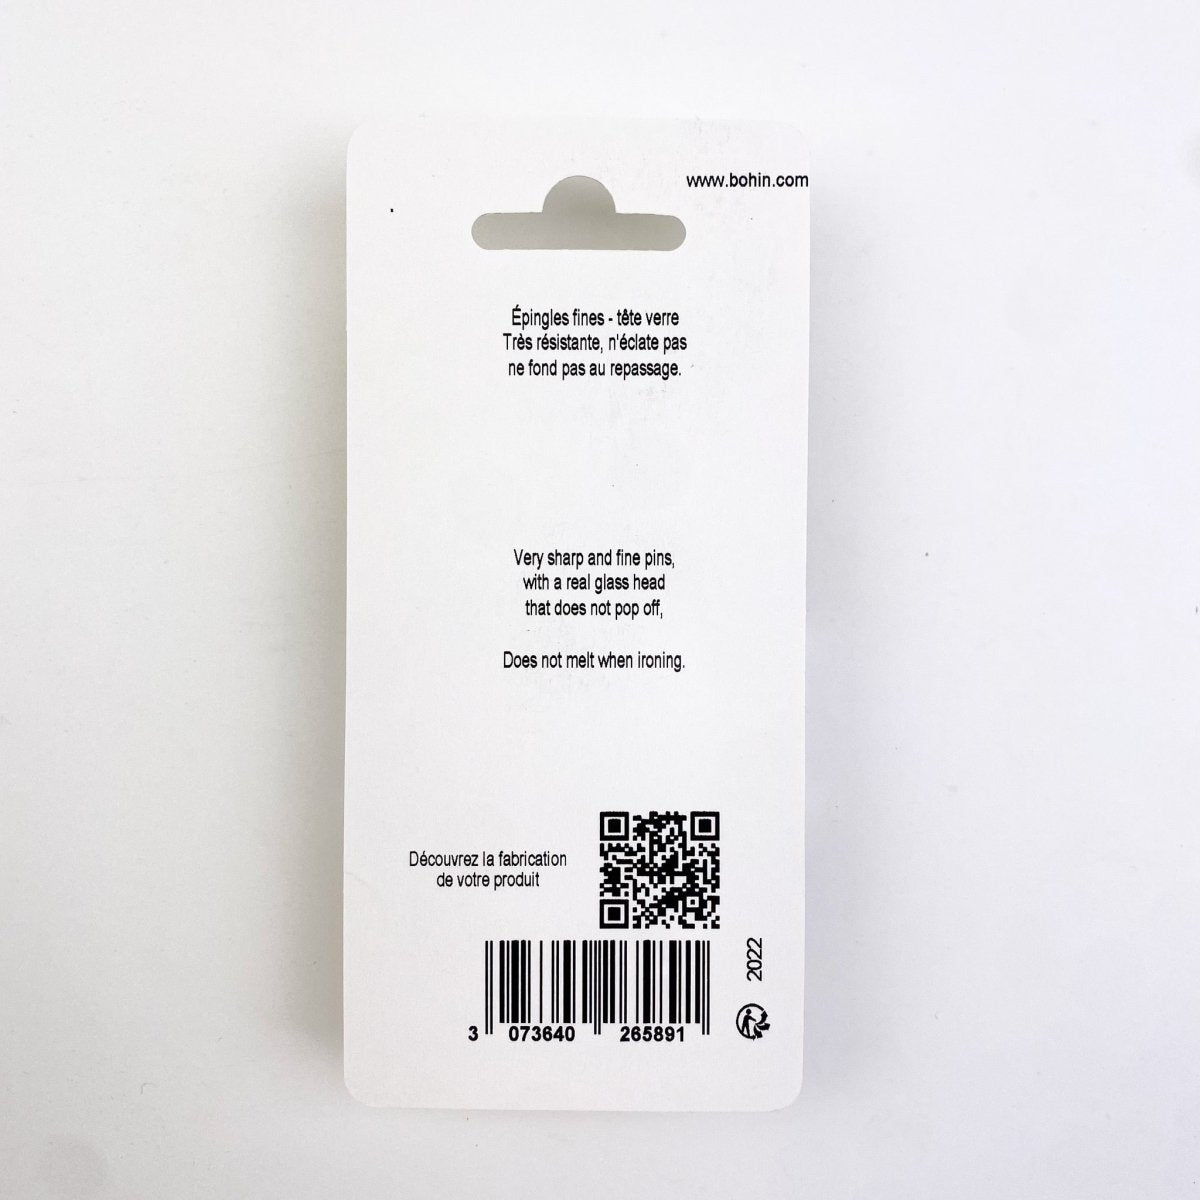 www.bohin.com
Épingles fines - tête verre
Très résistante, n'éclate pas
ne fond pas au repassage.
Very sharp and fine pins,
with a real glass head
that does not pop off,
Does not melt when ironing.
Découvrez la fabrication
de votre produit
2022
3 073640 265891